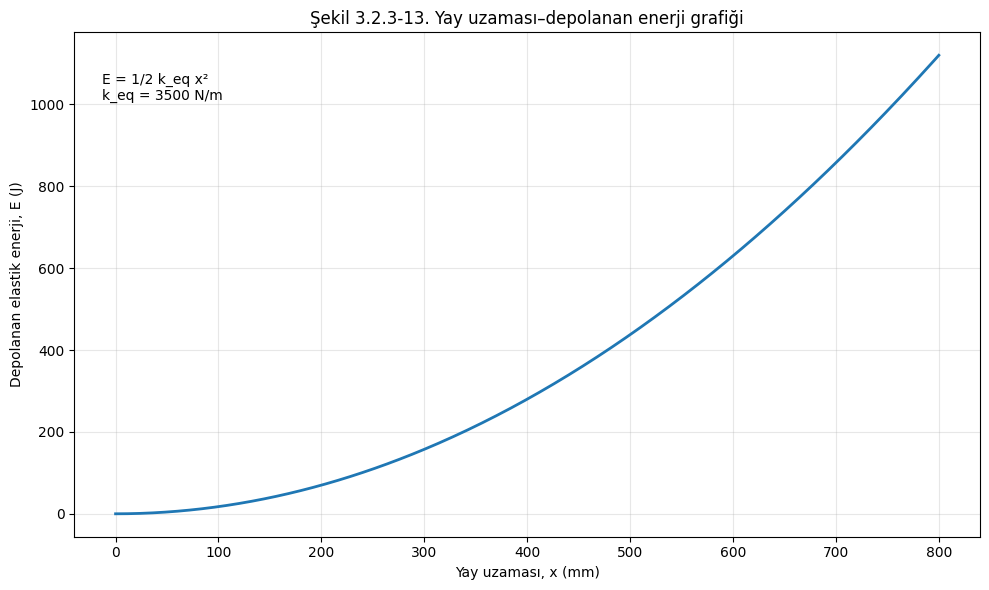 Şekil 3.2.3-13. Yay uzaması–depolanan enerji grafiği
E = 1/2 k_eq x²
k_eq = 3500 N/m
Depolanan elastik enerji, E (J)
1000
800
600
400
200
0
0 100 200 300 400 500 600 700 800
Yay uzaması, x (mm)